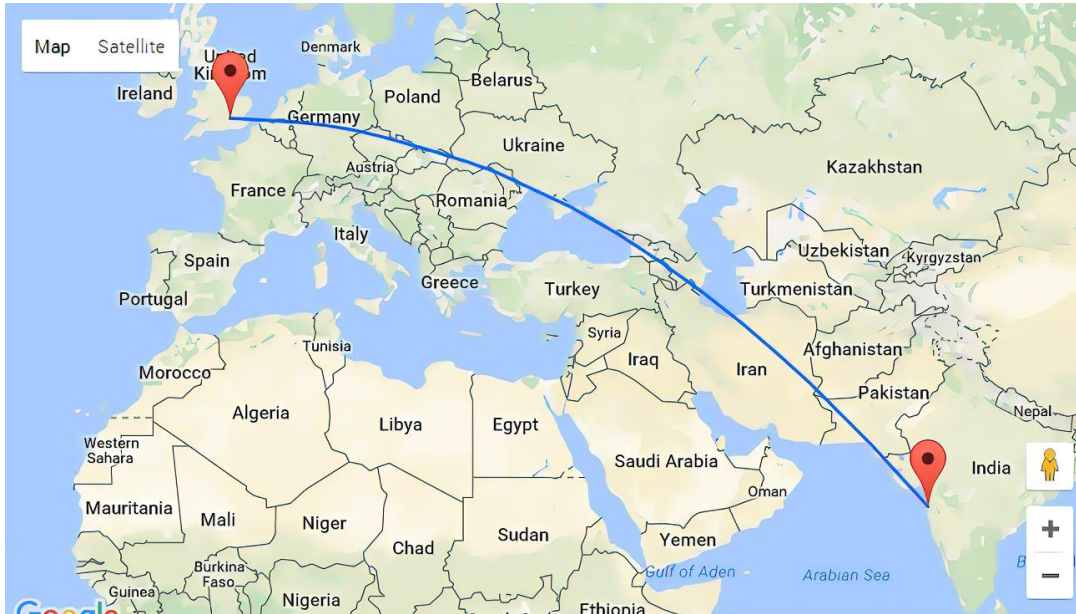 Map Satellite
Denmark
United
Kingdom
Ireland
Belarus
Poland
Germany
Ukraine
Kazakhstan
Austria
France
Romania
Italy
Uzbekistan
Kyrgyzstan
Spain
Greece
Turkey
Turkmenistan
Portugal
Syria
Tunisia
Afghanistan
Iraq
Iran
Morocco
Pakistan
Algeria
Nepal
Libya
Egypt
Western
Sahara
Saudi Arabia
India
Oman
Mauritania
Mali
Niger
Sudan
Yemen
Chad
Burkina
Faso
Gulf of Aden
Arabian Sea
Guinea
Nigeria
Ethiopia
Google